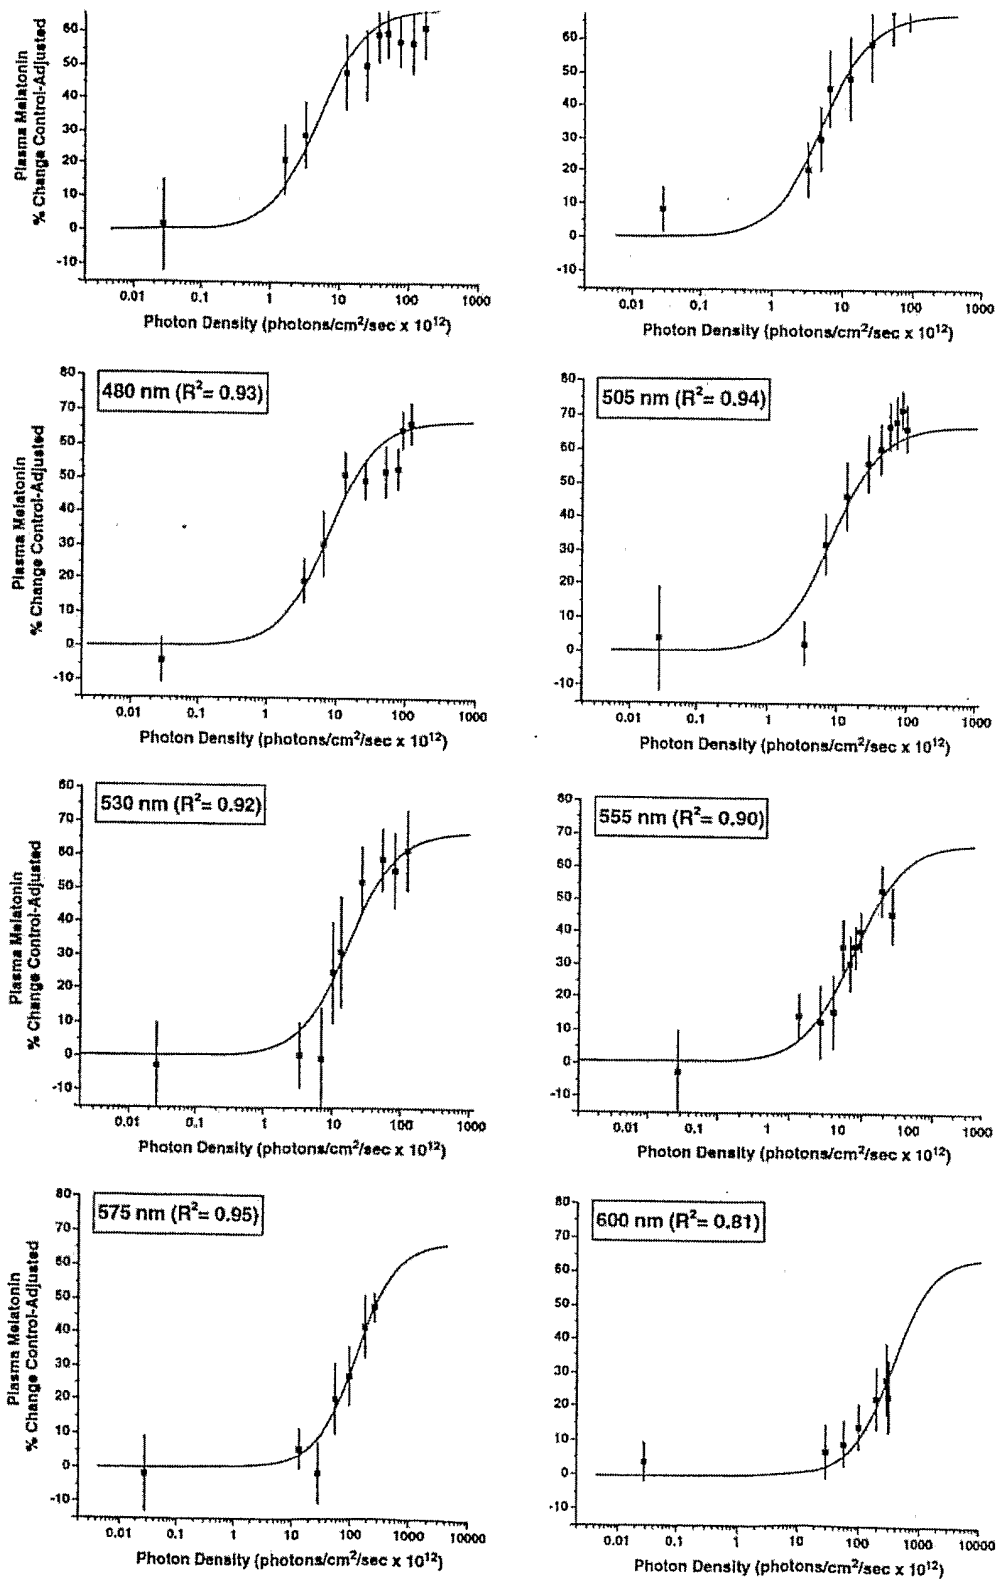 Plasma Melatonin
% Change Control-Adjusted
60
50
40
30
20
10
0
-10
0.01 0.1 1 10 100 1000
Photon Density (photons/cm²/sec x 10¹²)
60
50
40
30
20
10
0
-10
0.01 0.1 1 10 100 1000
Photon Density (photons/cm²/sec x 10¹²)
480 nm (R²= 0.93)
Plasma Melatonin
% Change Control-Adjusted
80
70
60
50
40
30
20
10
0
-10
0.01 0.1 1 10 100 1000
Photon Density (photons/cm²/sec x 10¹²)
505 nm (R²= 0.94)
80
70
60
50
40
30
20
10
0
-10
0.01 0.1 1 10 100 1000
Photon Density (photons/cm²/sec x 10¹²)
530 nm (R²= 0.92)
Plasma Melatonin
% Change Control-Adjusted
80
70
60
50
40
30
20
10
0
-10
0.01 0.1 1 10 100 1000
Photon Density (photons/cm²/sec x 10¹²)
555 nm (R²= 0.90)
80
70
60
50
40
30
20
10
0
-10
0.01 0.1 1 10 100 1000
Photon Density (photons/cm²/sec x 10¹²)
575 nm (R²= 0.95)
Plasma Melatonin
% Change Control-Adjusted
80
70
60
50
40
30
20
10
0
-10
0.01 0.1 1 10 100 1000 10000
Photon Density (photons/cm²/sec x 10¹²)
600 nm (R²= 0.81)
80
70
60
50
40
30
20
10
0
-10
0.01 0.1 1 10 100 1000 10000
Photon Density (photons/cm²/sec x 10¹²)